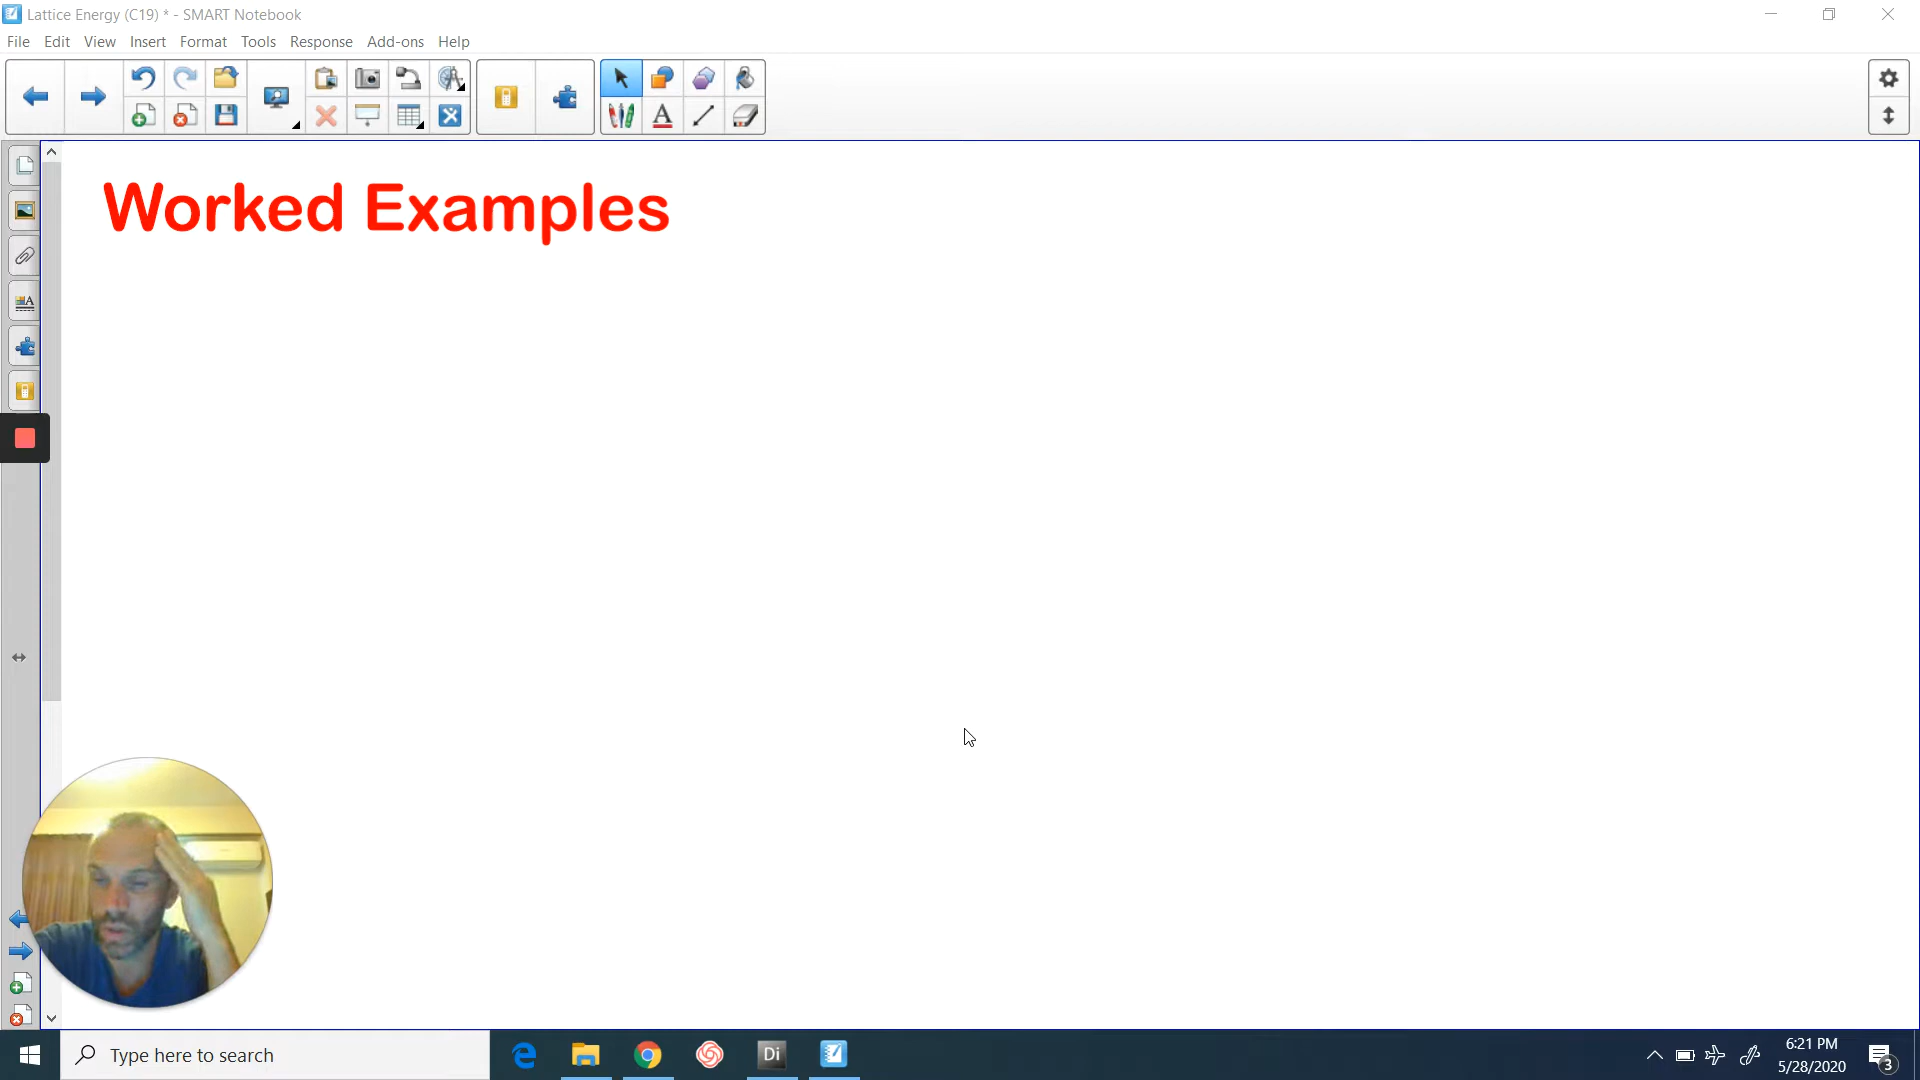 Lattice Energy (C19) * - SMART Notebook
File Edit View Insert Format Tools Response Add-ons Help
A
A
Worked Examples
Type here to search
Di
6:21 PM
5/28/2020
3